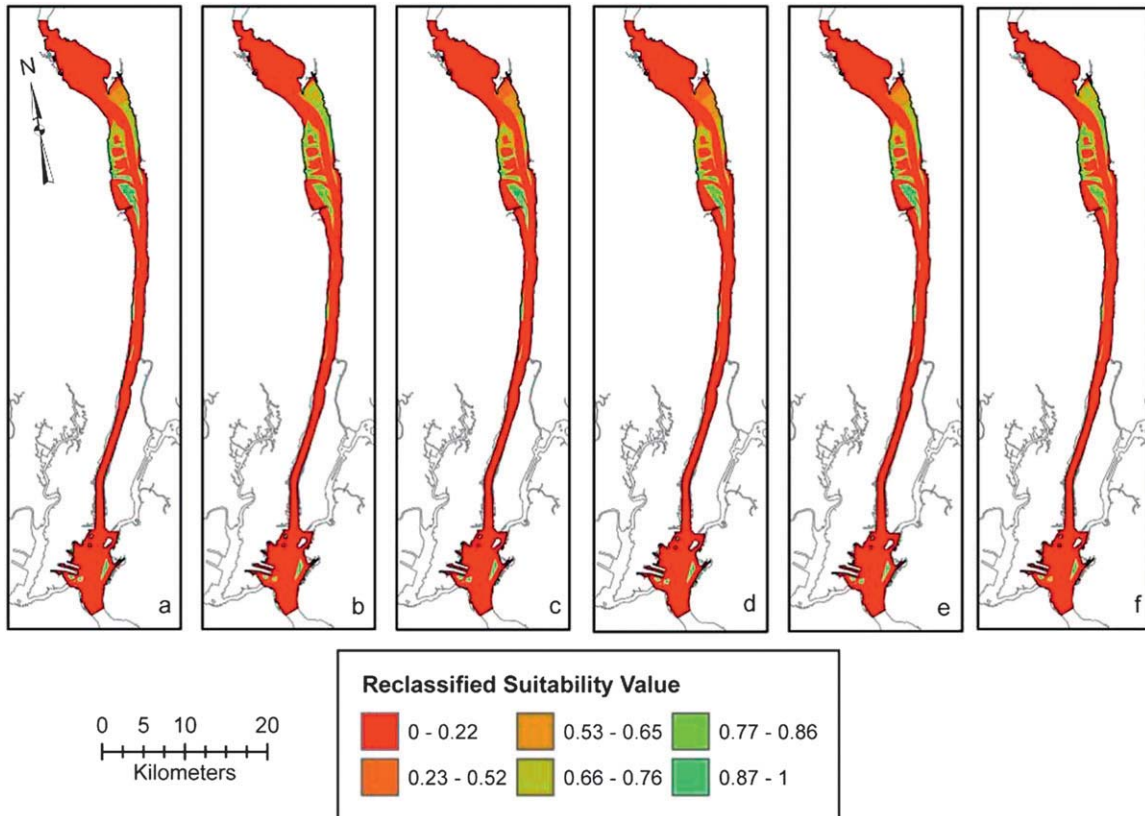 N
a
b
c
d
e
f
Reclassified Suitability Value
0 - 0.22
0.53 - 0.65
0.77 - 0.86
0.23 - 0.52
0.66 - 0.76
0.87 - 1
0 5 10 20
Kilometers